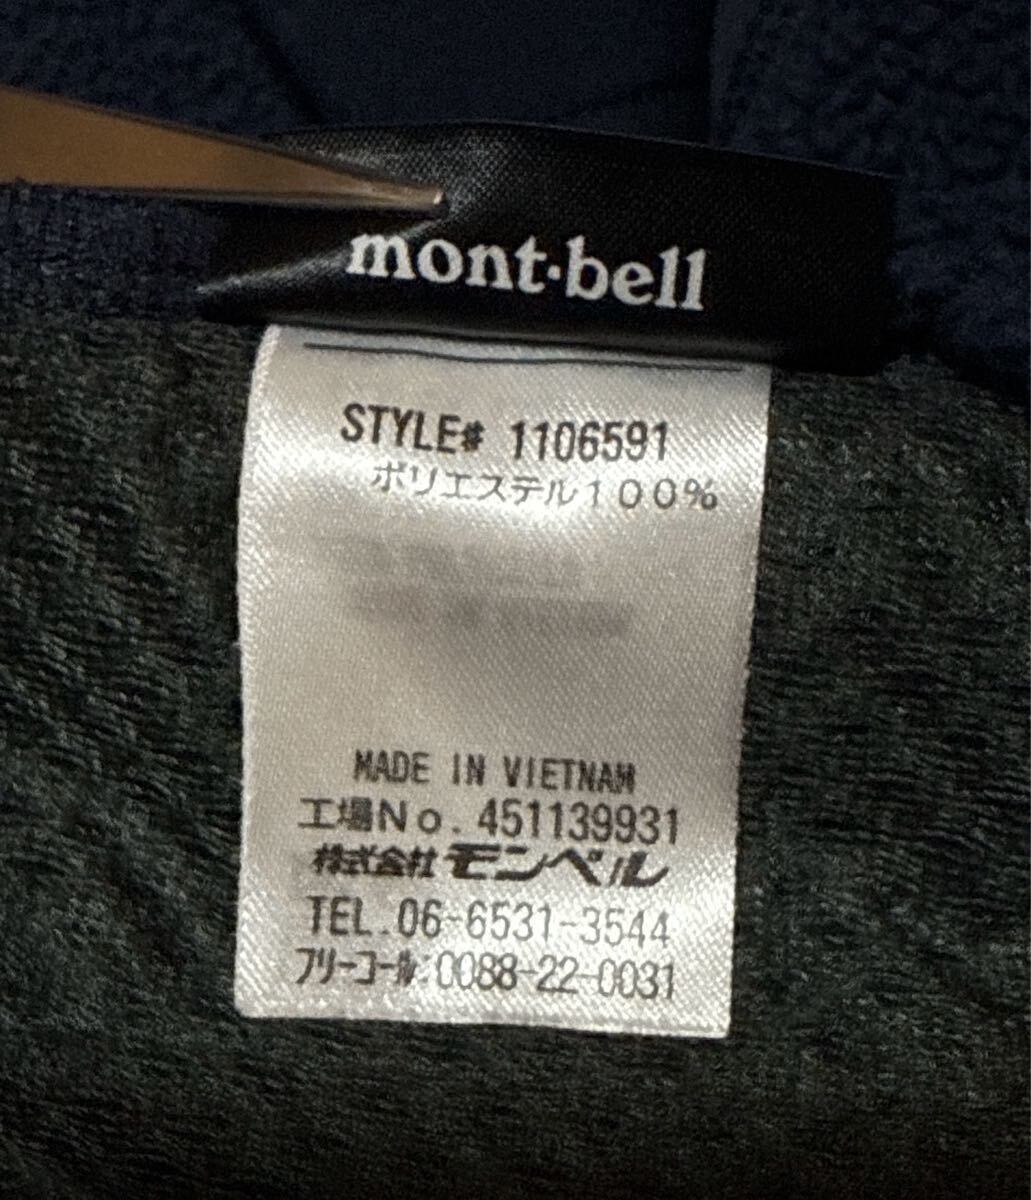 mont·bell
STYLE# 1106591
ポリエステル100%
MADE IN VIETNAM
工場No. 451139931
株式会社 モンベル
TEL.06-6531-3544
フリーコール:0088-22-0031